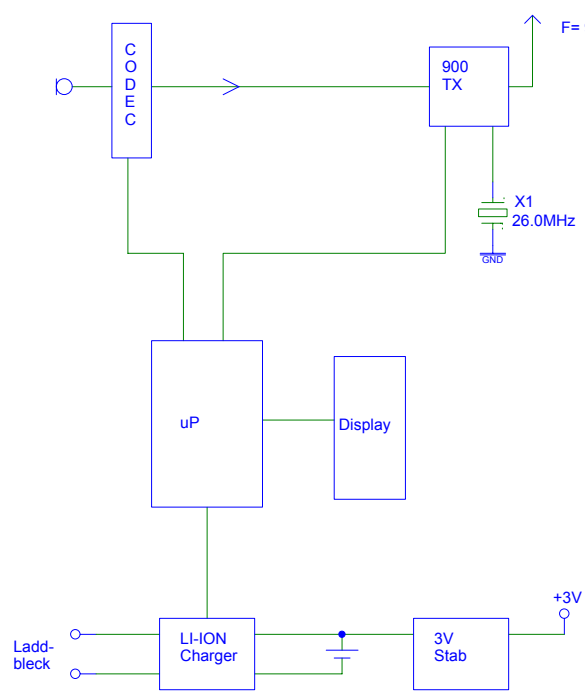 C
O
D
E
C
900
TX
F=
X1
26.0MHz
GND
uP
Display
+3V
Ladd-
bleck
LI-ION
Charger
3V
Stab